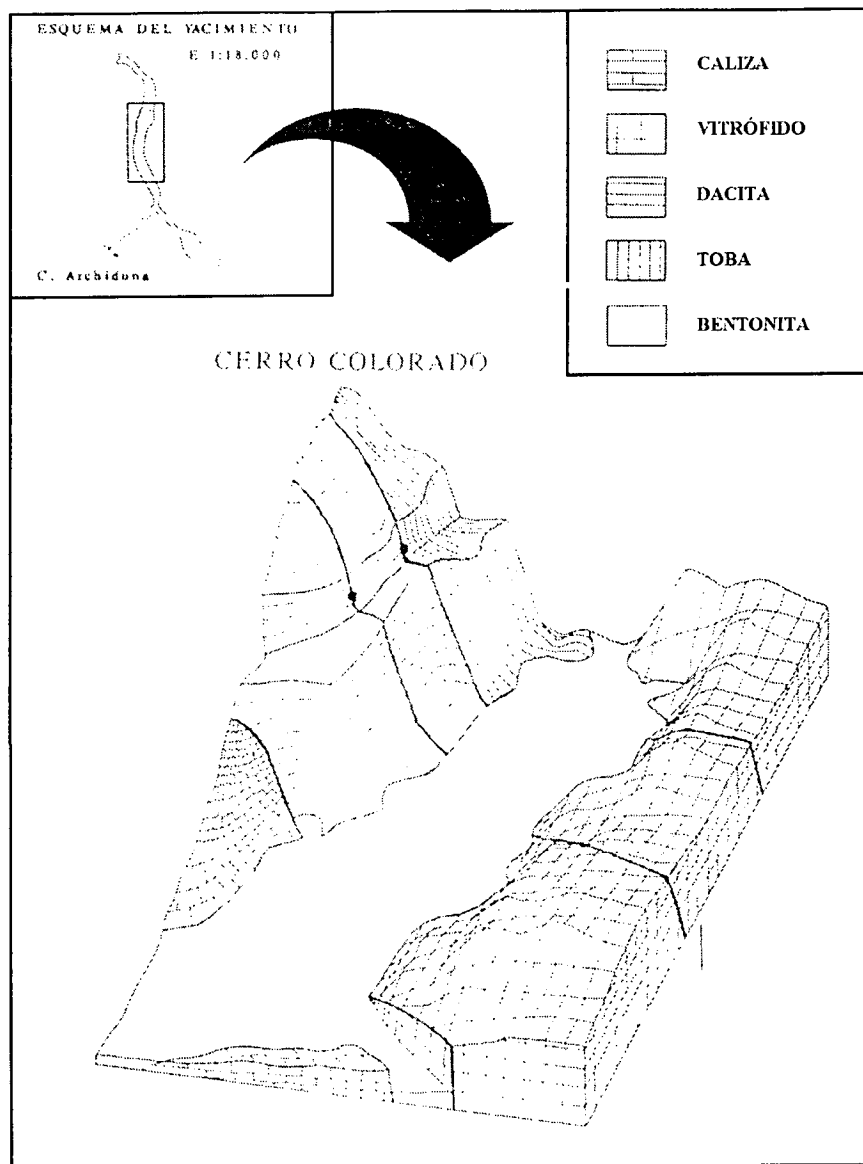 ESQUEMA DEL YACIMIENTO
E 1:18.000
C. Archidona
CALIZA
VITRÓFIDO
DACITA
TOBA
BENTONITA
CERRO COLORADO